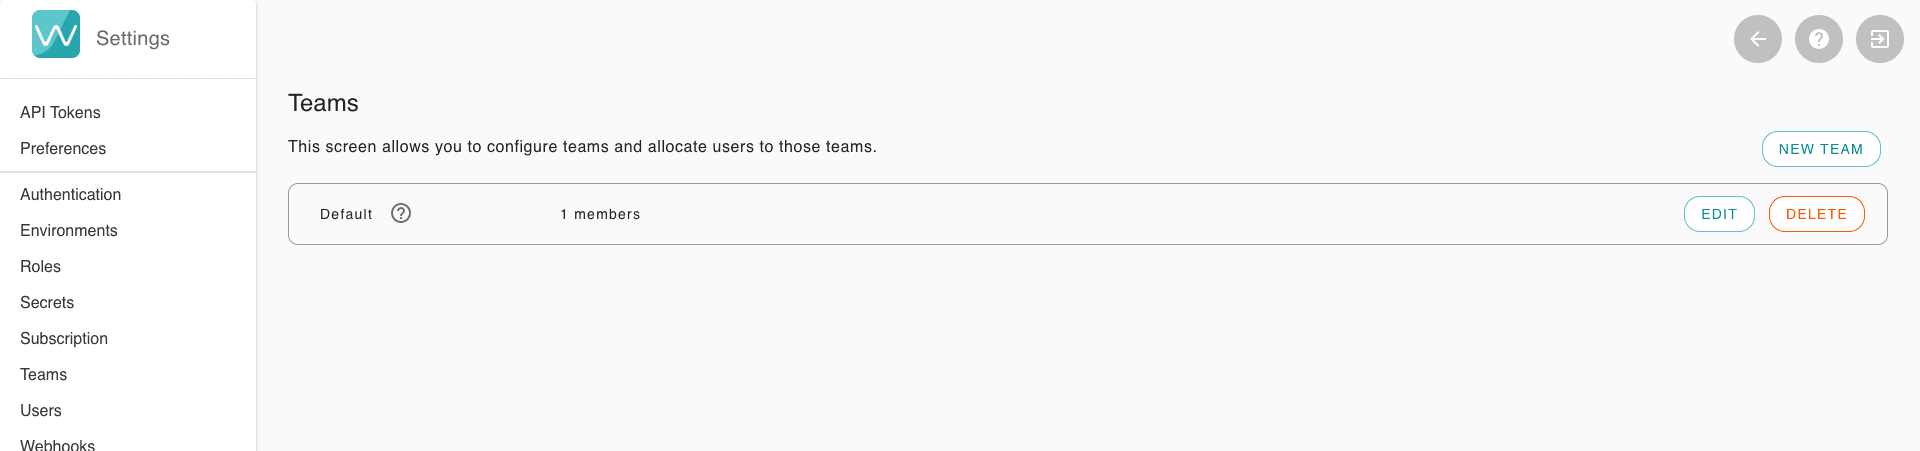 Settings
API Tokens
Preferences
Authentication
Environments
Roles
Secrets
Subscription
Teams
Users
Webhooks
Teams
This screen allows you to configure teams and allocate users to those teams.
NEW TEAM
Default 1 members EDIT DELETE